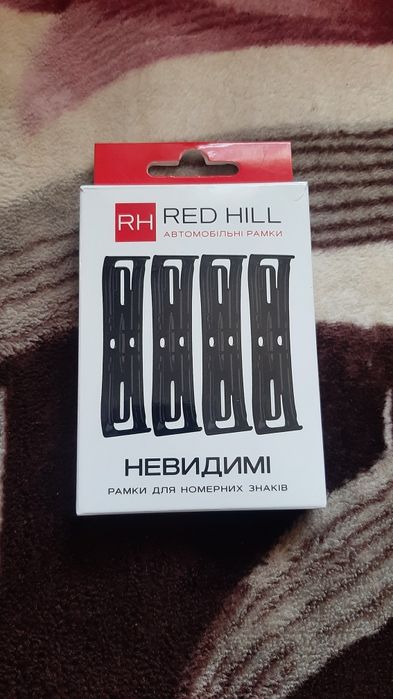 RH RED HILL
АВТОМОБІЛЬНІ РАМКИ
НЕВИДИМІ
РАМКИ ДЛЯ НОМЕРНИХ ЗНАКІВ